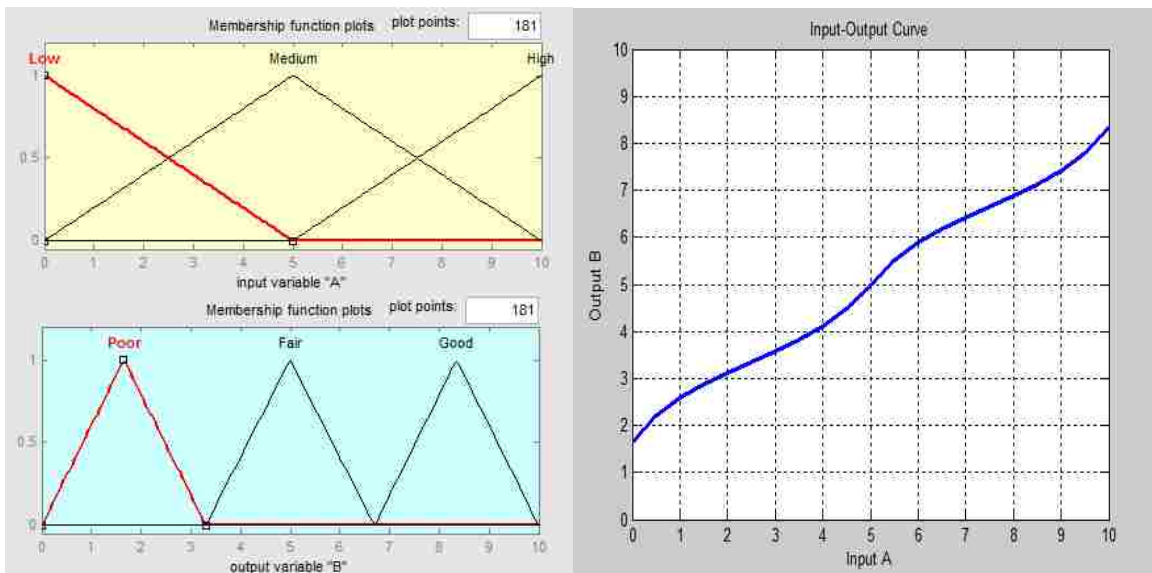 Membership function plots plot points: 181
Low Medium High
1
0.5
0
0 1 2 3 4 5 6 7 8 9 10
input variable "A"
Membership function plots plot points: 181
Poor Fair Good
1
0.5
0
0 1 2 3 4 5 6 7 8 9 10
output variable "B"
Input-Output Curve
10
9
8
7
6
5
4
3
2
1
0
Output B
0 1 2 3 4 5 6 7 8 9 10
Input A